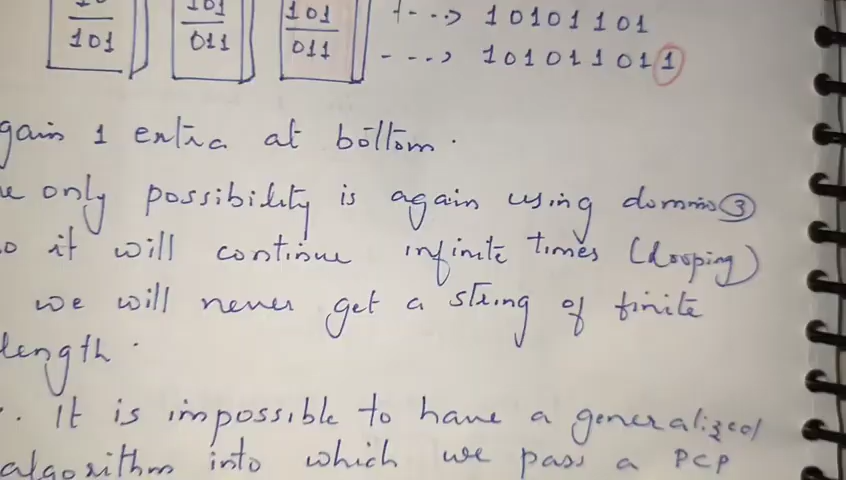 101 101
101 011 011 ---> 10101101
---> 101011011
gain 1 extra at bottom.
only possibility is again using domino 3
it will continue infinite times (looping)
we will never get a string of finite
length.
. It is impossible to have a generalized
algorithm into which we pass a PCP